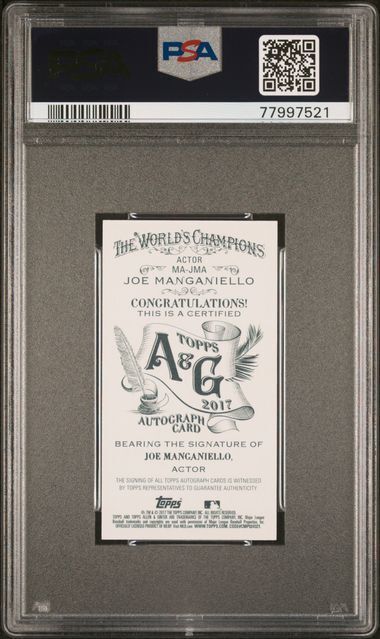 PSA
PSA
77997521
THE WORLD'S CHAMPIONS
ACTOR
MA-JMA
JOE MANGANIELLO
CONGRATULATIONS!
THIS IS A CERTIFIED
TOPPS
A&G
2017
AUTOGRAPH
CARD
BEARING THE SIGNATURE OF
JOE MANGANIELLO,
ACTOR
THE SIGNING OF ALL TOPPS AUTOGRAPH CARDS IS WITNESSED
BY TOPPS REPRESENTATIVES TO GUARANTEE AUTHENTICITY
Topps